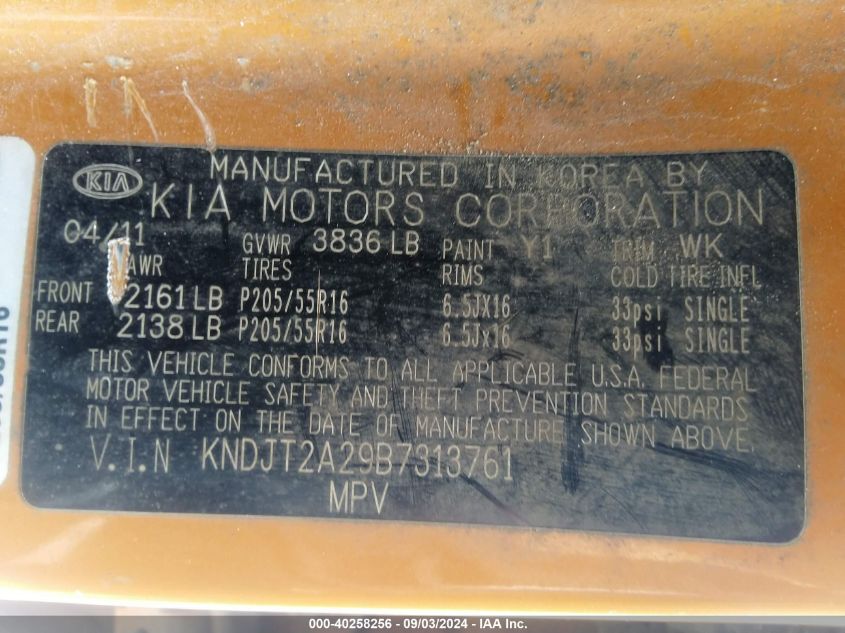 KIA
MANUFACTURED IN KOREA BY
KIA MOTORS CORPORATION
04/11 GVWR 3836 LB PAINT Y1 TRIM WK
AWR TIRES RIMS COLD TIRE INFL
FRONT 2161 LB P205/55R16 6.5Jx16 33psi SINGLE
REAR 2138 LB P205/55R16 6.5Jx16 33psi SINGLE
THIS VEHICLE CONFORMS TO ALL APPLICABLE U.S.A. FEDERAL
MOTOR VEHICLE SAFETY AND THEFT PREVENTION STANDARDS
IN EFFECT ON THE DATE OF MANUFACTURE SHOWN ABOVE.
V.I.N KNDJT2A29B7313761
MPV
000-40258256 - 09/03/2024 - IAA Inc.